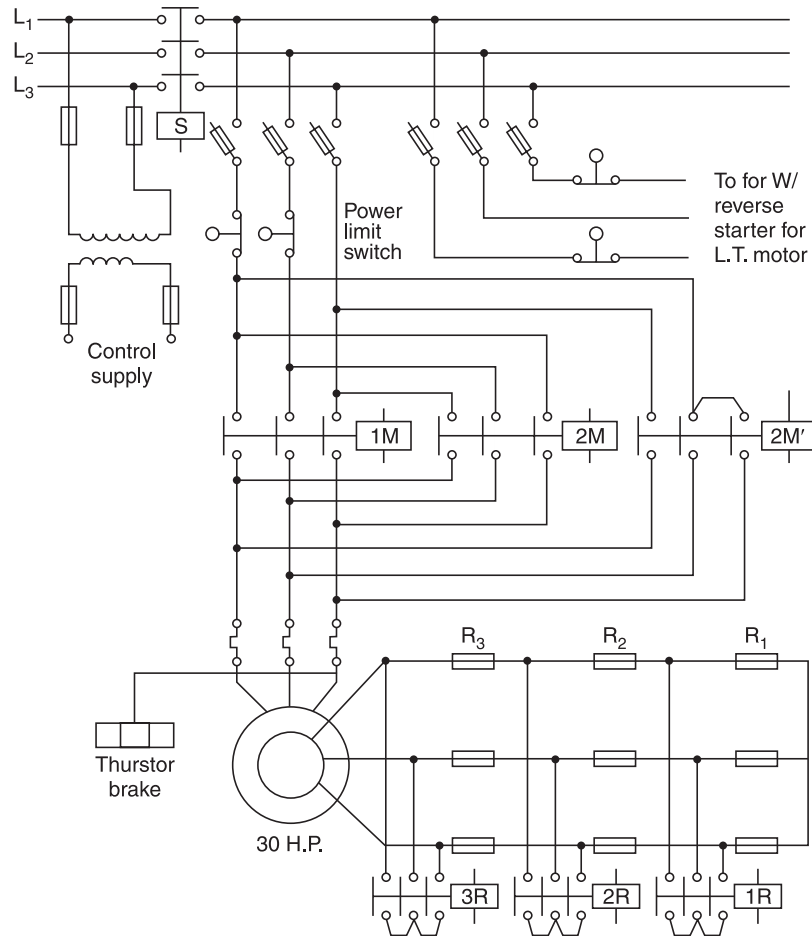 L1
L2
L3
S
Power
limit
switch
To for W/
reverse
starter for
L.T. motor
Control
supply
1M
2M
2M′
R3
R2
R1
Thurstor
brake
30 H.P.
3R
2R
1R